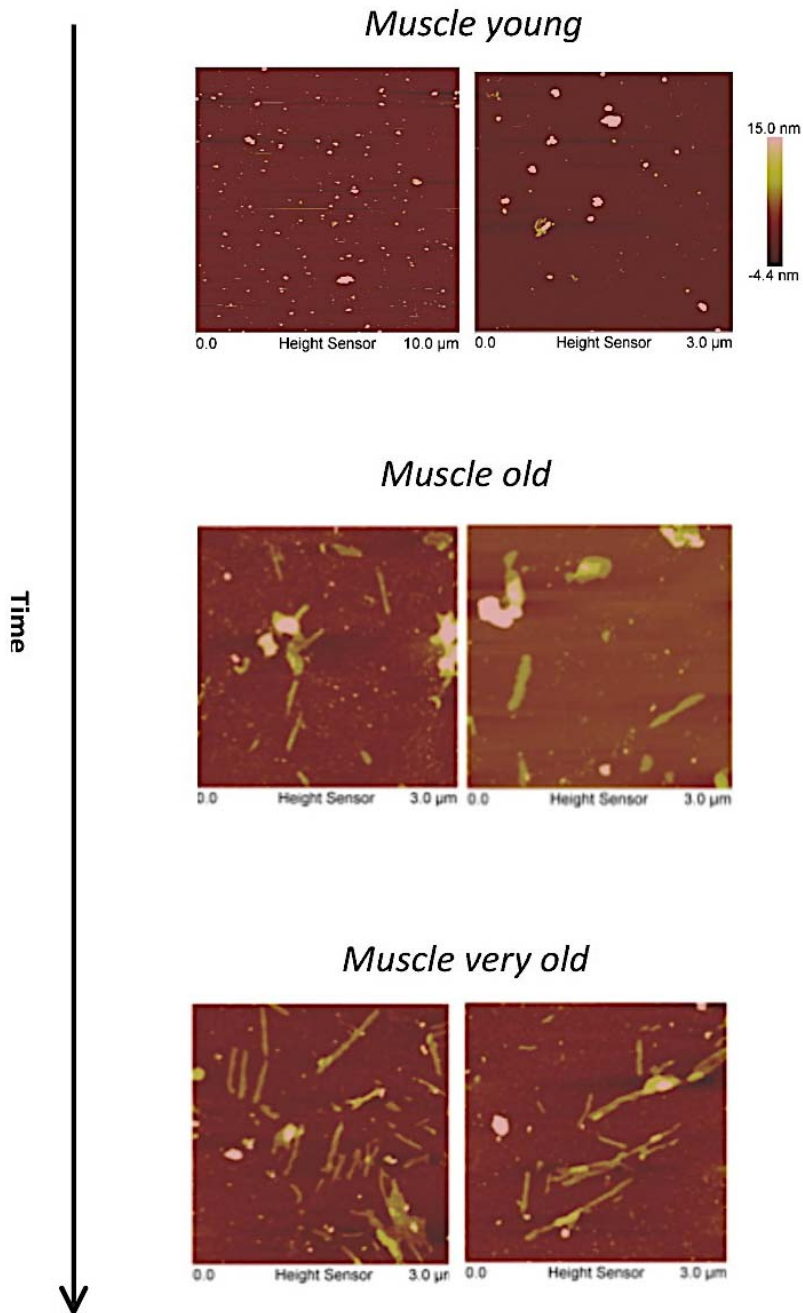 Muscle young
15.0 nm
-4.4 nm
0.0 Height Sensor 10.0 µm
0.0 Height Sensor 3.0 µm
Muscle old
Time
0.0 Height Sensor 3.0 µm
0.0 Height Sensor 3.0 µm
Muscle very old
0.0 Height Sensor 3.0 µm
0.0 Height Sensor 3.0 µm